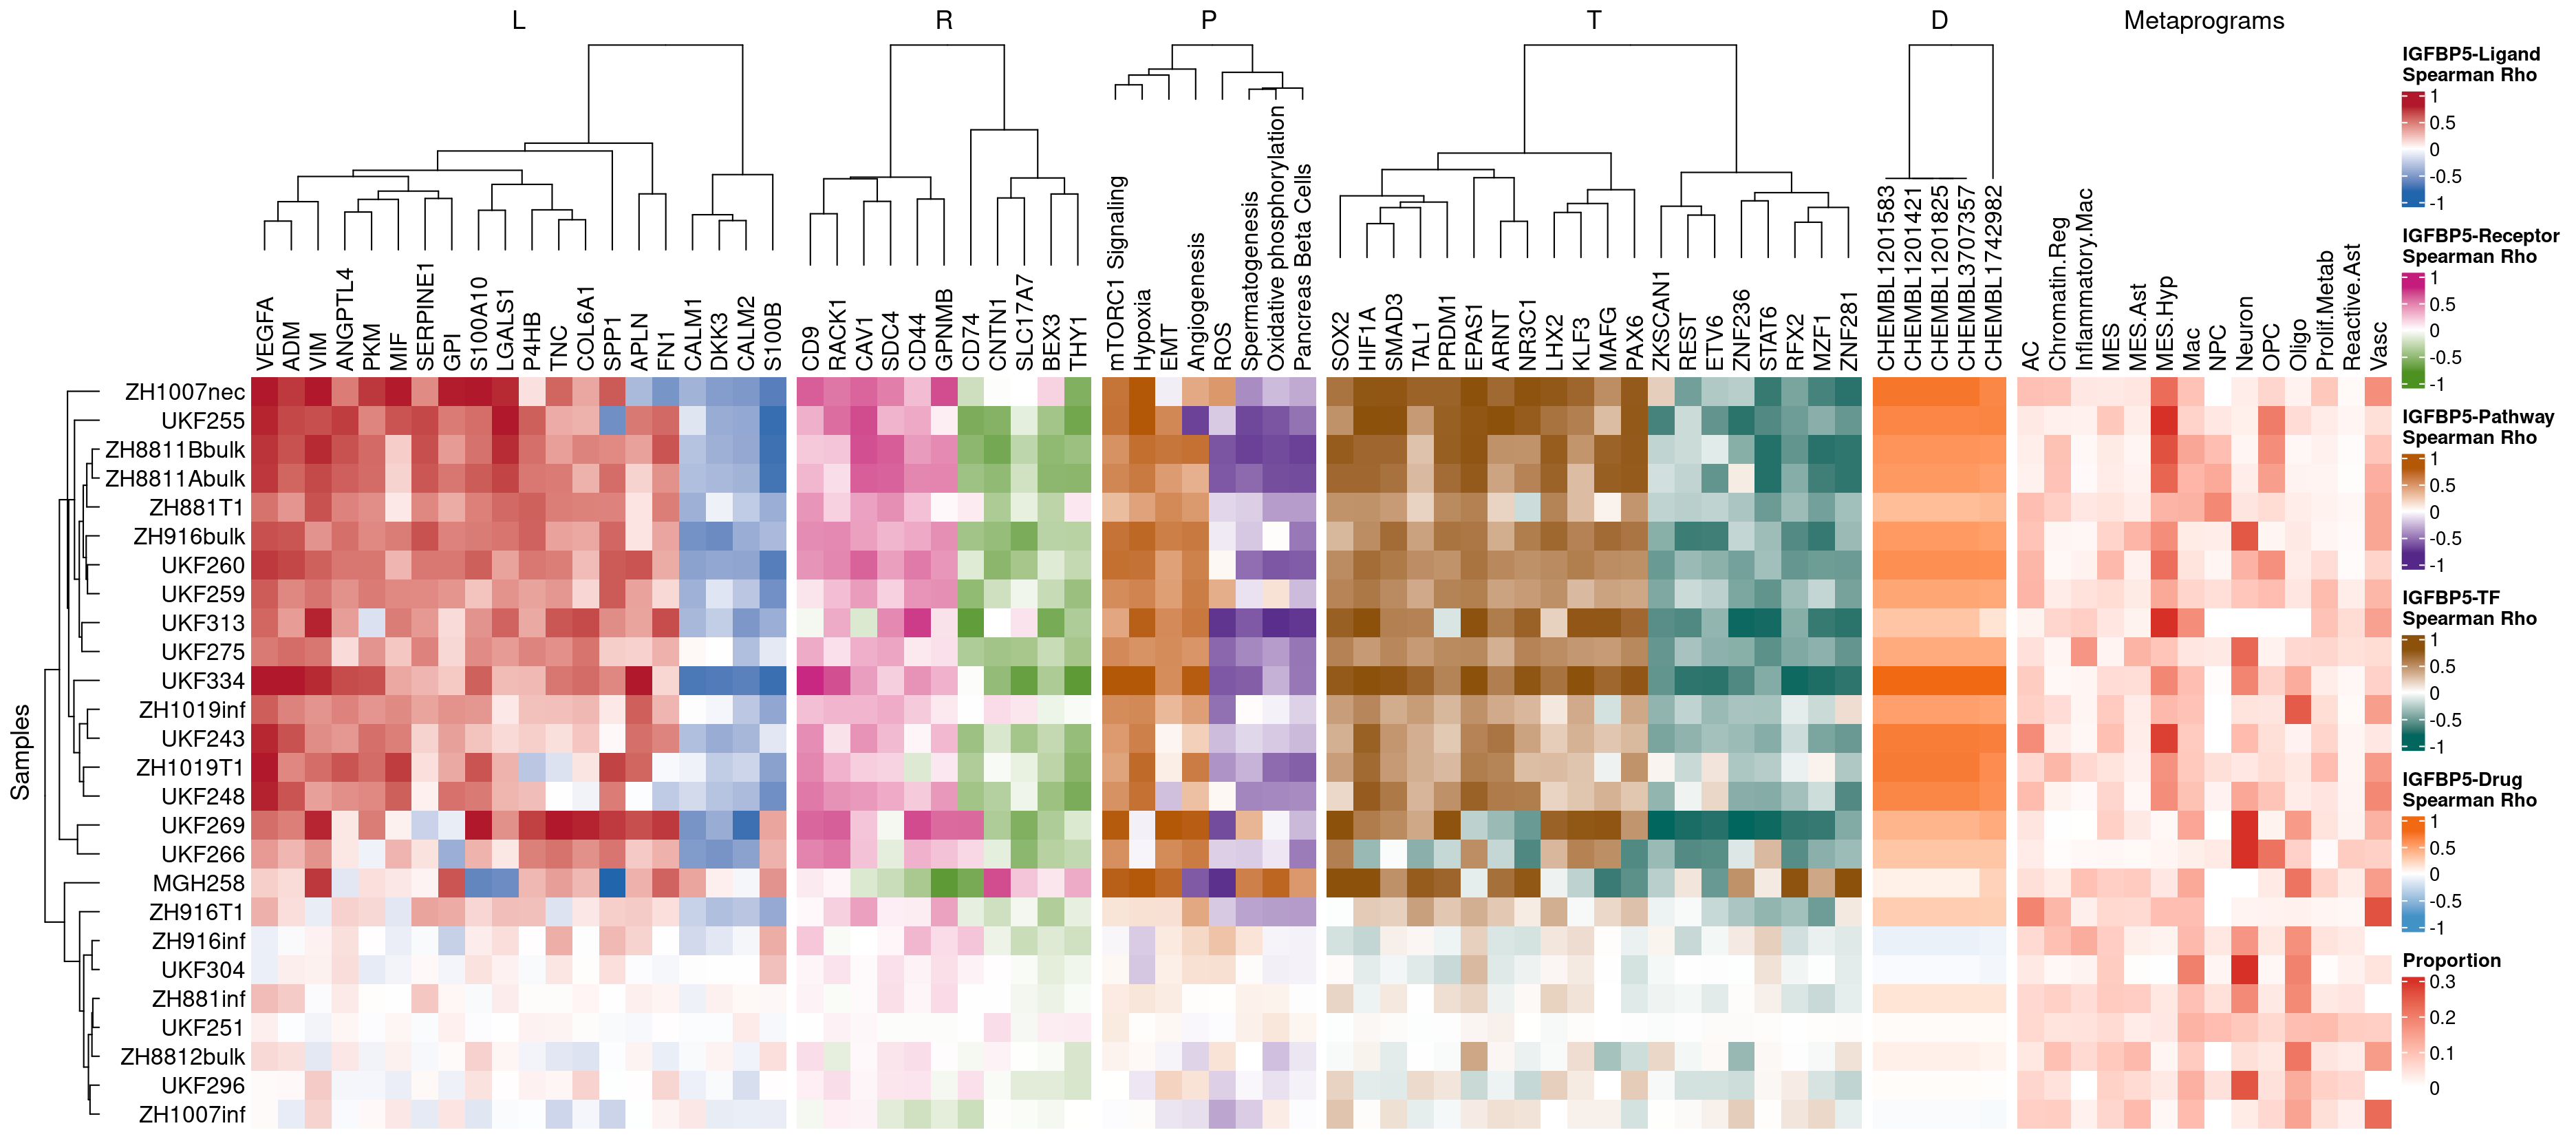 L R P T D Metaprograms
VEGFA
ADM
VIM
ANGPTL4
PKM
MIF
SERPINE1
GPI
S100A10
LGALS1
P4HB
TNC
COL6A1
SPP1
APLN
FN1
CALM1
DKK3
CALM2
S100B
CD9
RACK1
CAV1
SDC4
CD44
GPNMB
CD74
CNTN1
SLC17A7
BEX3
THY1
mTORC1 Signaling
Hypoxia
EMT
Angiogenesis
ROS
Spermatogenesis
Oxidative phosphorylation
Pancreas Beta Cells
SOX2
HIF1A
SMAD3
TAL1
PRDM1
EPAS1
ARNT
NR3C1
LHX2
KLF3
MAFG
PAX6
ZKSCAN1
REST
ETV6
ZNF236
STAT6
RFX2
MZF1
ZNF281
CHEMBL1201583
CHEMBL1201421
CHEMBL1201825
CHEMBL3707357
CHEMBL1742982
AC
Chromatin.Reg
Inflammatory.Mac
MES
MES.Ast
MES.Hyp
Mac
NPC
Neuron
OPC
Oligo
Prolif.Metab
Reactive.Ast
Vasc
Samples
ZH1007nec
UKF255
ZH8811Bbulk
ZH8811Abulk
ZH881T1
ZH916bulk
UKF260
UKF259
UKF313
UKF275
UKF334
ZH1019inf
UKF243
ZH1019T1
UKF248
UKF269
UKF266
MGH258
ZH916T1
ZH916inf
UKF304
ZH881inf
UKF251
ZH8812bulk
UKF296
ZH1007inf
IGFBP5-Ligand
Spearman Rho
1
0.5
0
-0.5
-1
IGFBP5-Receptor
Spearman Rho
1
0.5
0
-0.5
-1
IGFBP5-Pathway
Spearman Rho
1
0.5
0
-0.5
-1
IGFBP5-TF
Spearman Rho
1
0.5
0
-0.5
-1
IGFBP5-Drug
Spearman Rho
1
0.5
0
-0.5
-1
Proportion
0.3
0.2
0.1
0